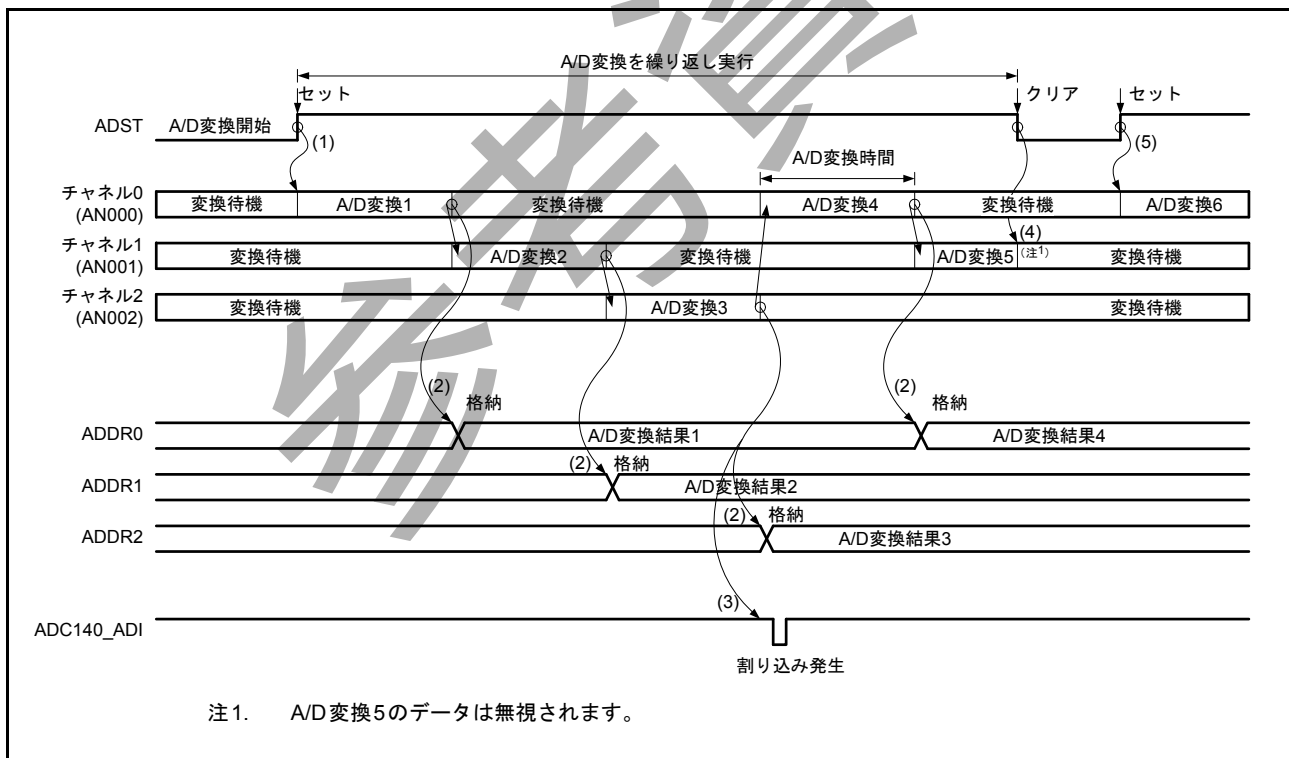 A/D変換を繰り返し実行
セット クリア セット
ADST A/D変換開始 (1) (5)
A/D変換時間
チャネル0
(AN000)
変換待機 A/D変換1 変換待機 A/D変換4 変換待機 A/D変換6
(4)
チャネル1
(AN001)
変換待機 A/D変換2 変換待機 A/D変換5 (注1) 変換待機
チャネル2
(AN002)
変換待機 A/D変換3 変換待機
(2) 格納 (2) 格納
ADDR0 A/D変換結果1 A/D変換結果4
(2) 格納
ADDR1 A/D変換結果2
(2) 格納
ADDR2 A/D変換結果3
(3)
ADC140_ADI
割り込み発生
注1. A/D変換5のデータは無視されます。